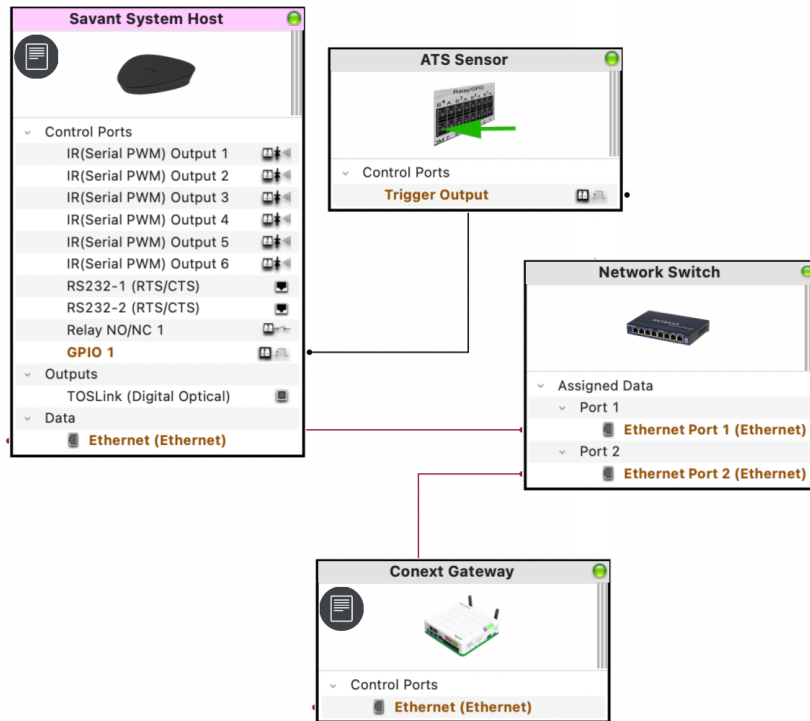 Savant System Host
Control Ports
IR(Serial PWM) Output 1
IR(Serial PWM) Output 2
IR(Serial PWM) Output 3
IR(Serial PWM) Output 4
IR(Serial PWM) Output 5
IR(Serial PWM) Output 6
RS232-1 (RTS/CTS)
RS232-2 (RTS/CTS)
Relay NO/NC 1
GPIO 1
Outputs
TOSLink (Digital Optical)
Data
Ethernet (Ethernet)
ATS Sensor
Relay/GPIO
Control Ports
Trigger Output
Network Switch
NETGEAR
Assigned Data
Port 1
Ethernet Port 1 (Ethernet)
Port 2
Ethernet Port 2 (Ethernet)
Conext Gateway
Control Ports
Ethernet (Ethernet)